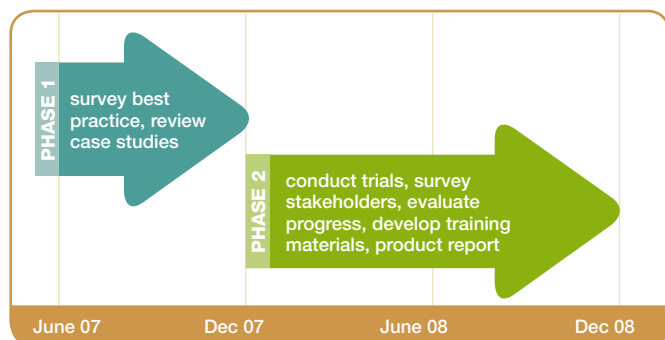 PHASE 1
survey best
practice, review
case studies
PHASE 2
conduct trials, survey
stakeholders, evaluate
progress, develop training
materials, product report
June 07
Dec 07
June 08
Dec 08